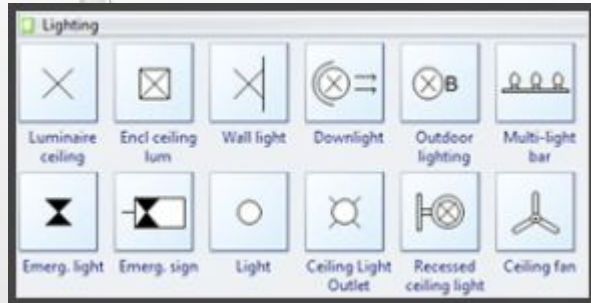 Lighting
Luminaire ceiling
Encl ceiling lum
Wall light
Downlight
B
Outdoor lighting
Multi-light bar
Emerg. light
Emerg. sign
Light
Ceiling Light Outlet
Recessed ceiling light
Ceiling fan